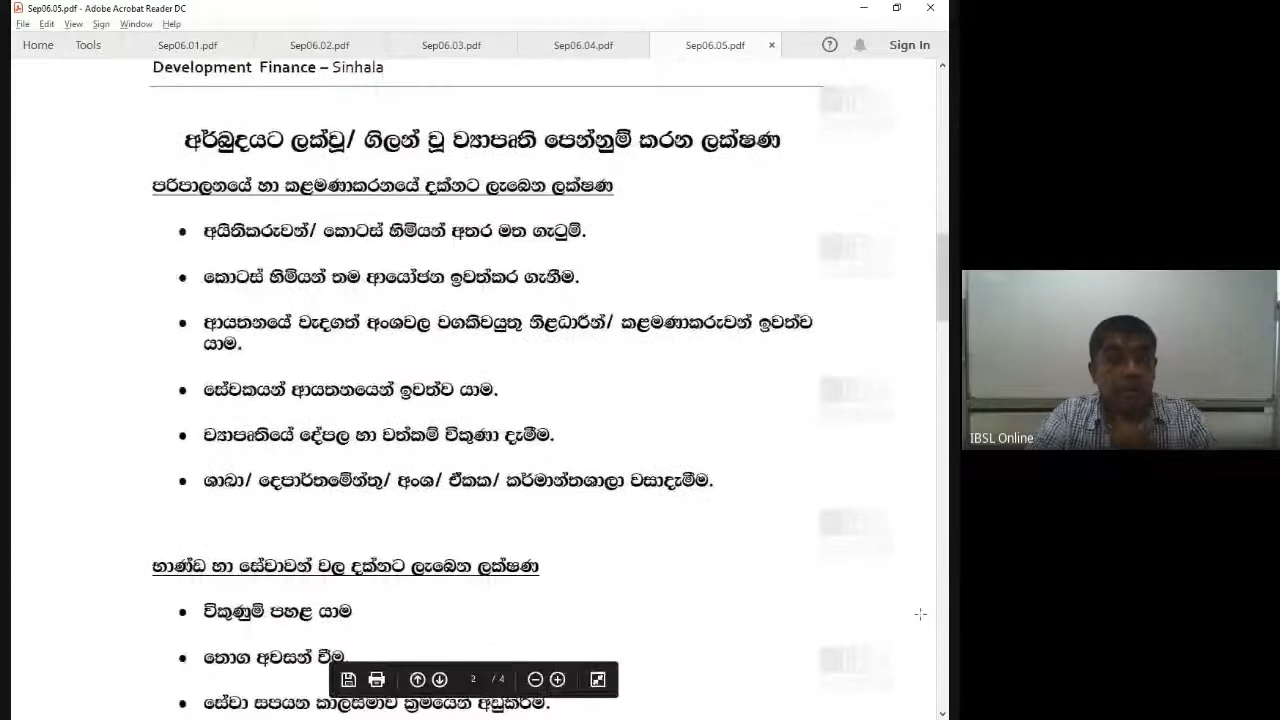 Sep06.05.pdf - Adobe Acrobat Reader DC
File Edit View Sign Window Help
Home Tools Sep06.01.pdf Sep06.02.pdf Sep06.03.pdf Sep06.04.pdf Sep06.05.pdf Sign In
Development Finance – Sinhala
අර්බුදයට ලක්වූ/ ගිලන් වූ ව්‍යාපෘති පෙන්නුම් කරන ලක්ෂණ
පරිපාලනයේ හා කළමණාකරනයේ දක්නට ලැබෙන ලක්ෂණ
• අයිතිකරුවන්/ කොටස් හිමියන් අතර මත ගැටුම්.
• කොටස් හිමියන් තම ආයෝජන ඉවත්කර ගැනීම.
• ආයතනයේ වැදගත් අංශවල වගකිවයුතු නිළධාරීන්/ කළමණාකරුවන් ඉවත්ව
යාම.
• සේවකයන් ආයතනයෙන් ඉවත්ව යාම.
• ව්‍යාපෘතියේ දේපල හා වත්කම් විකුණා දැමීම.
• ශාඛා/ දෙපාර්තමේන්තු/ අංශ/ ඒකක/ කර්මාන්තශාලා වසාදැමීම.
භාණ්ඩ හා සේවාවන් වල දක්නට ලැබෙන ලක්ෂණ
• විකුණුම් පහළ යාම
• තොග අවසන් වීම
2 / 4
• සේවා සපයන කාලසීමාව ක්‍රමයෙන් අඩුකිරීම.
IBSL Online